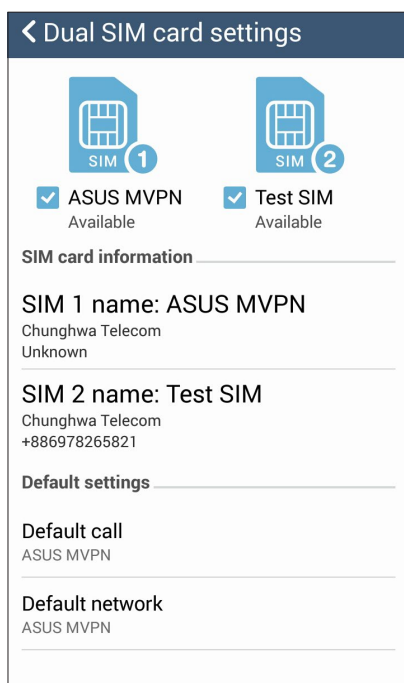 Dual SIM card settings
SIM 1 SIM 2
ASUS MVPN Test SIM
Available Available
SIM card information
SIM 1 name: ASUS MVPN
Chunghwa Telecom
Unknown
SIM 2 name: Test SIM
Chunghwa Telecom
+886978265821
Default settings
Default call
ASUS MVPN
Default network
ASUS MVPN